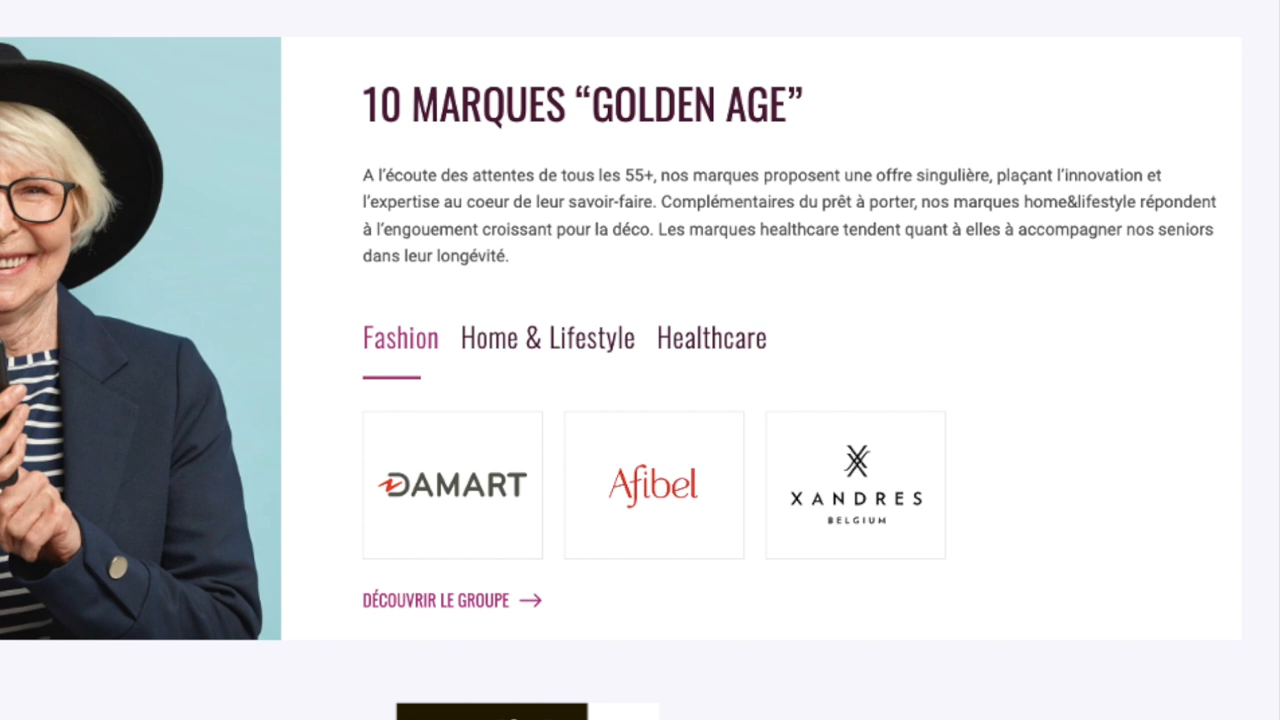 10 MARQUES “GOLDEN AGE”
A l’écoute des attentes de tous les 55+, nos marques proposent une offre singulière, plaçant l’innovation et
l’expertise au coeur de leur savoir-faire. Complémentaires du prêt à porter, nos marques home&lifestyle répondent
à l’engouement croissant pour la déco. Les marques healthcare tendent quant à elles à accompagner nos seniors
dans leur longévité.
Fashion Home & Lifestyle Healthcare
DAMART
Afibel
XANDRES
BELGIUM
DÉCOUVRIR LE GROUPE